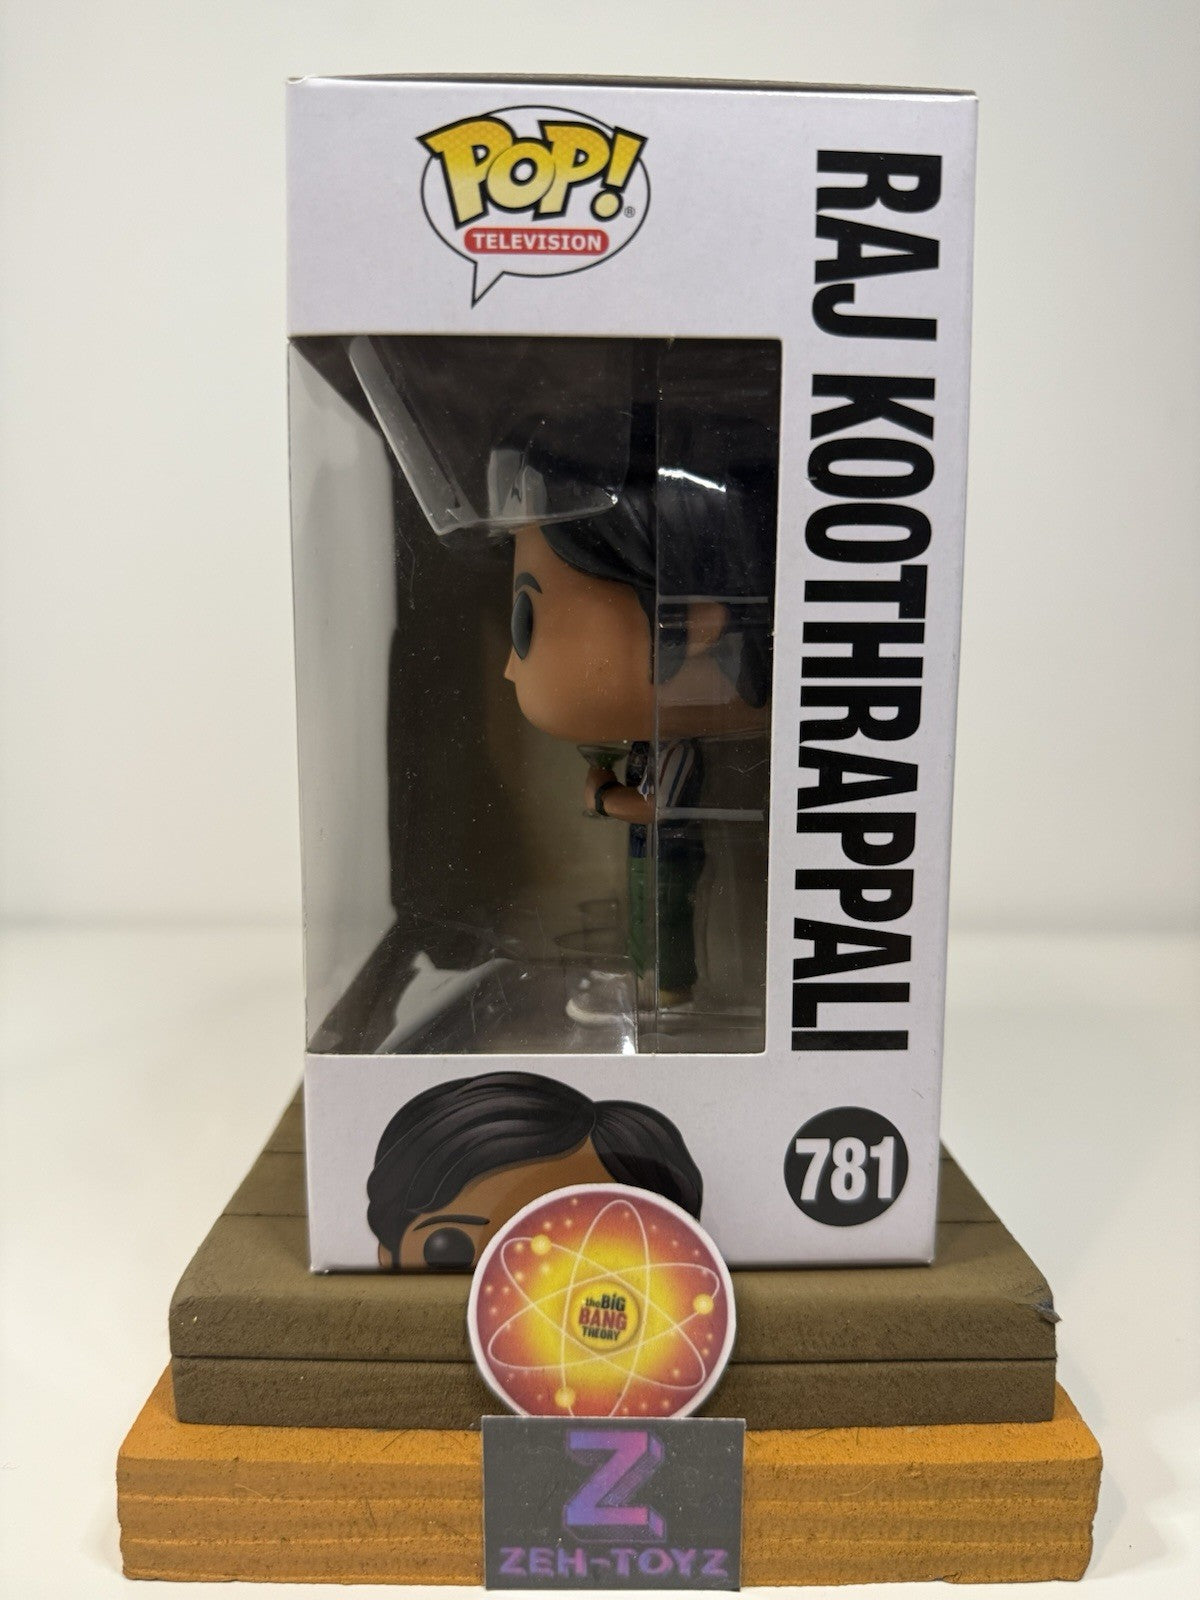 POP!
®
TELEVISION
RAJ KOOTHRAPPALI
781
the BiG
BANG
THEORY
Z
ZEH-TOYZ